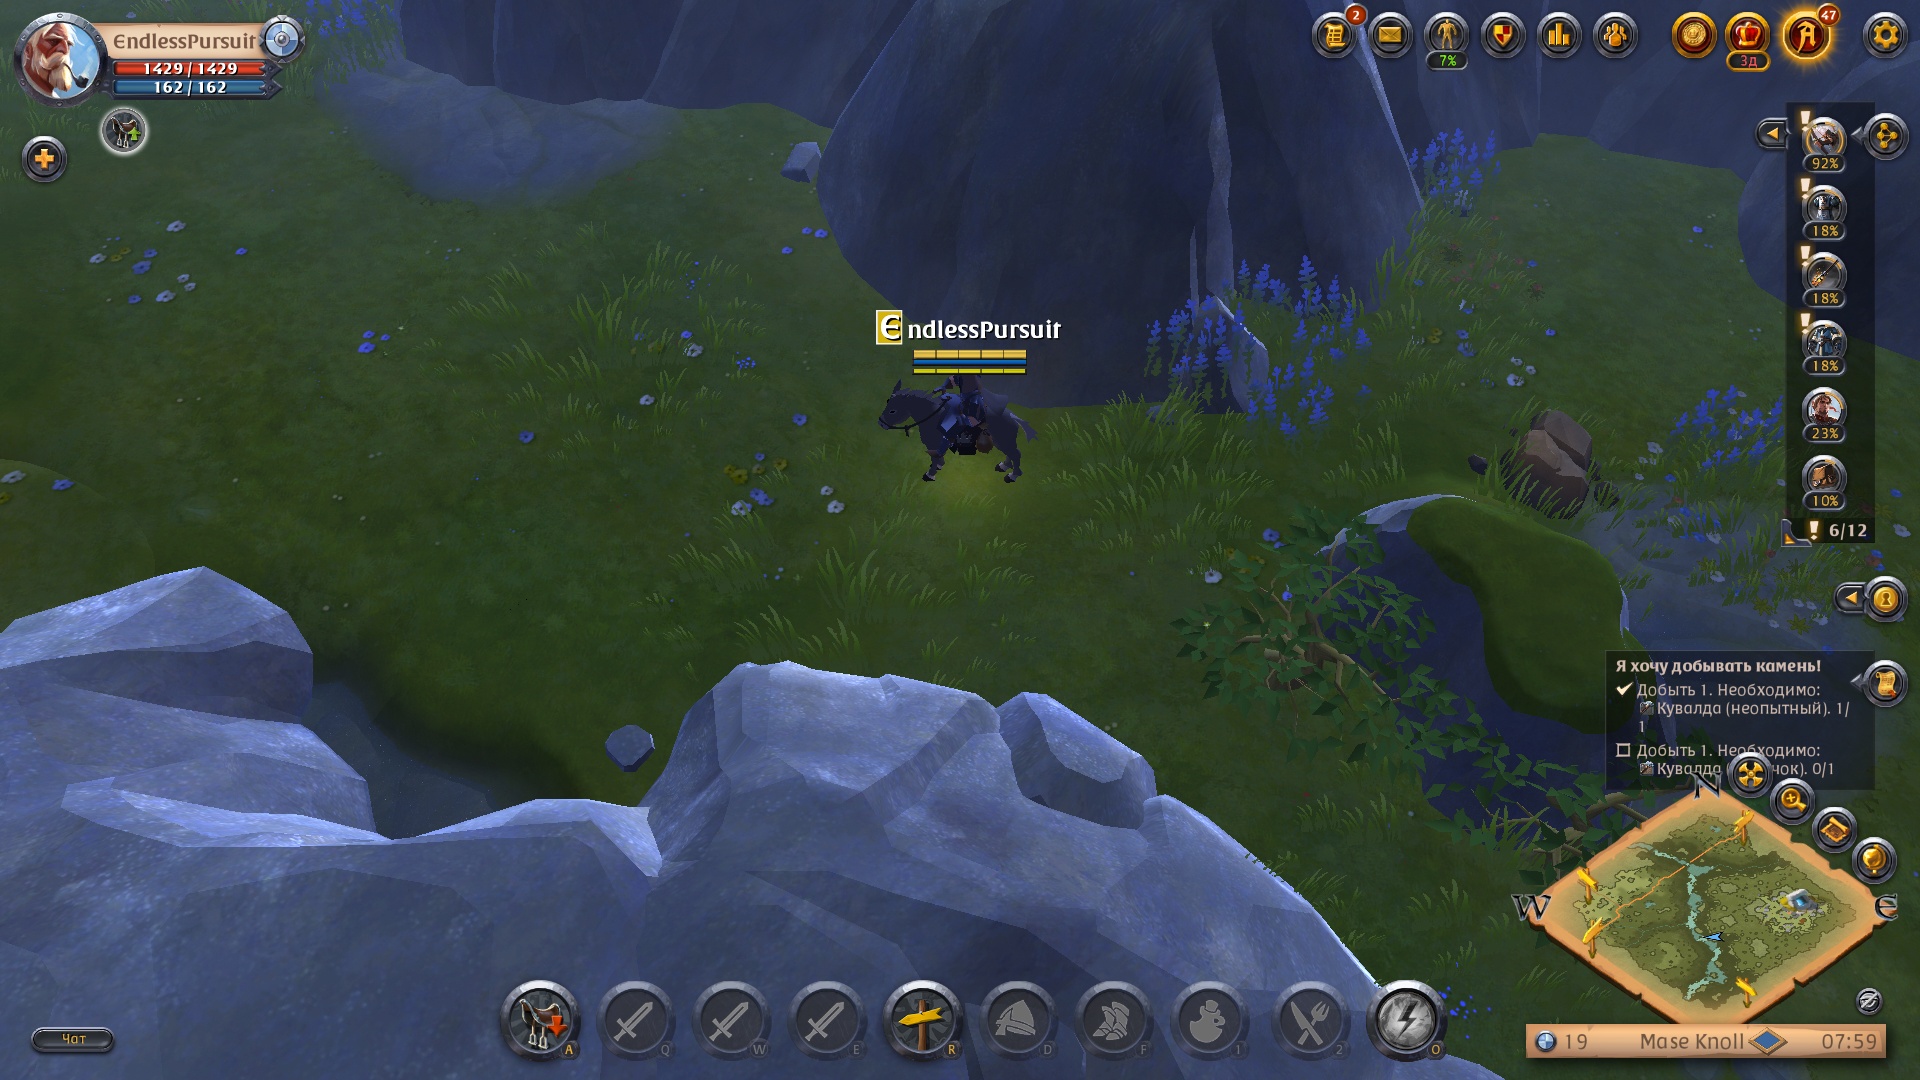 EndlessPursuit
1429 / 1429
162 / 162
2
7%
3д
47
92%
18%
18%
18%
23%
10%
6/12
EndlessPursuit
Я хочу добывать камень!
Добыть 1. Необходимо:
Кувалда (неопытный). 1/
1
Добыть 1. Необходимо:
Кувалда чок). 0/1
N
W
E
A
Q
W
E
R
D
F
1
2
O
Чат
19 Mase Knoll 07:59